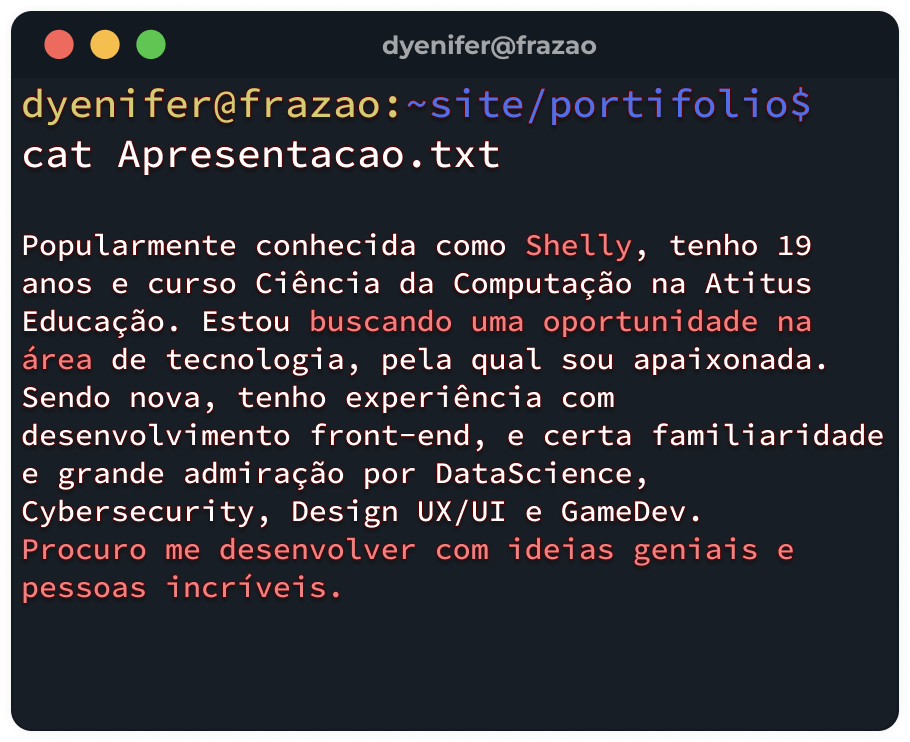 dyenifer@frazao
dyenifer@frazao:~site/portifolio$
cat Apresentacao.txt
Popularmente conhecida como Shelly, tenho 19
anos e curso Ciência da Computação na Atitus
Educação. Estou buscando uma oportunidade na
área de tecnologia, pela qual sou apaixonada.
Sendo nova, tenho experiência com
desenvolvimento front-end, e certa familiaridade
e grande admiração por DataScience,
Cybersecurity, Design UX/UI e GameDev.
Procuro me desenvolver com ideias geniais e
pessoas incríveis.